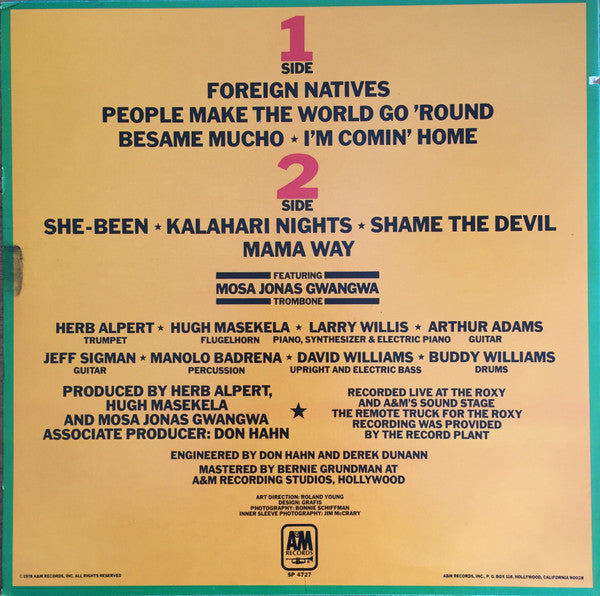 1
SIDE
FOREIGN NATIVES
PEOPLE MAKE THE WORLD GO 'ROUND
BESAME MUCHO ★ I'M COMIN' HOME
2
SIDE
SHE-BEEN ★ KALAHARI NIGHTS ★ SHAME THE DEVIL
MAMA WAY
FEATURING
MOSA JONAS GWANGWA
TROMBONE
HERB ALPERT ★ HUGH MASEKELA ★ LARRY WILLIS ★ ARTHUR ADAMS
TRUMPET FLUGELHORN PIANO, SYNTHESIZER & ELECTRIC PIANO GUITAR
JEFF SIGMAN ★ MANOLO BADRENA ★ DAVID WILLIAMS ★ BUDDY WILLIAMS
GUITAR PERCUSSION UPRIGHT AND ELECTRIC BASS DRUMS
PRODUCED BY HERB ALPERT,
HUGH MASEKELA
AND MOSA JONAS GWANGWA
ASSOCIATE PRODUCER: DON HAHN
★
RECORDED LIVE AT THE ROXY
AND A&M'S SOUND STAGE
THE REMOTE TRUCK FOR THE ROXY
RECORDING WAS PROVIDED
BY THE RECORD PLANT
ENGINEERED BY DON HAHN AND DEREK DUNANN
MASTERED BY BERNIE GRUNDMAN AT
A&M RECORDING STUDIOS, HOLLYWOOD
ART DIRECTION: ROLAND YOUNG
DESIGN: GRAFIS
PHOTOGRAPHY: BONNIE SCHIFFMAN
INNER SLEEVE PHOTOGRAPHY: JIM McCRARY
A&M
RECORDS
SP 4727
©1978 A&M RECORDS, INC. ALL RIGHTS RESERVED
A&M RECORDS, INC., P. O. BOX 118, HOLLYWOOD, CALIFORNIA 90028